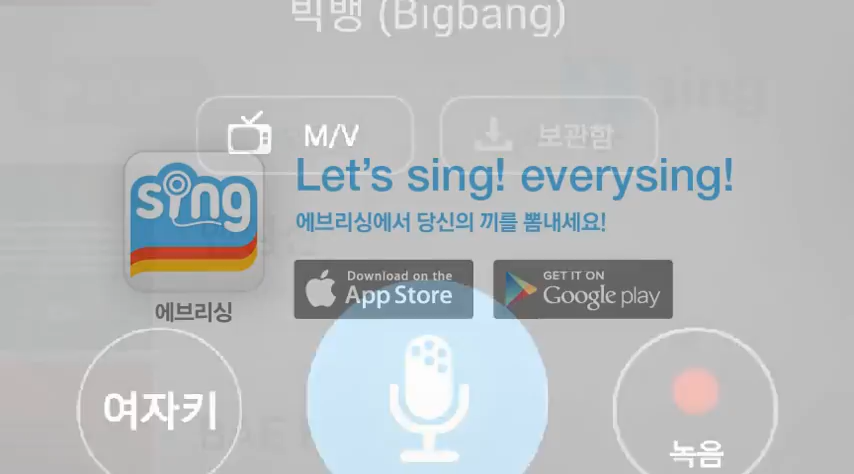 빅뱅 (Bigbang)
M/V
보관함
sing
Let's sing! everysing!
에브리싱에서 당신의 끼를 뽐내세요!
Download on the
App Store
GET IT ON
Google play
에브리싱
여자키
녹음